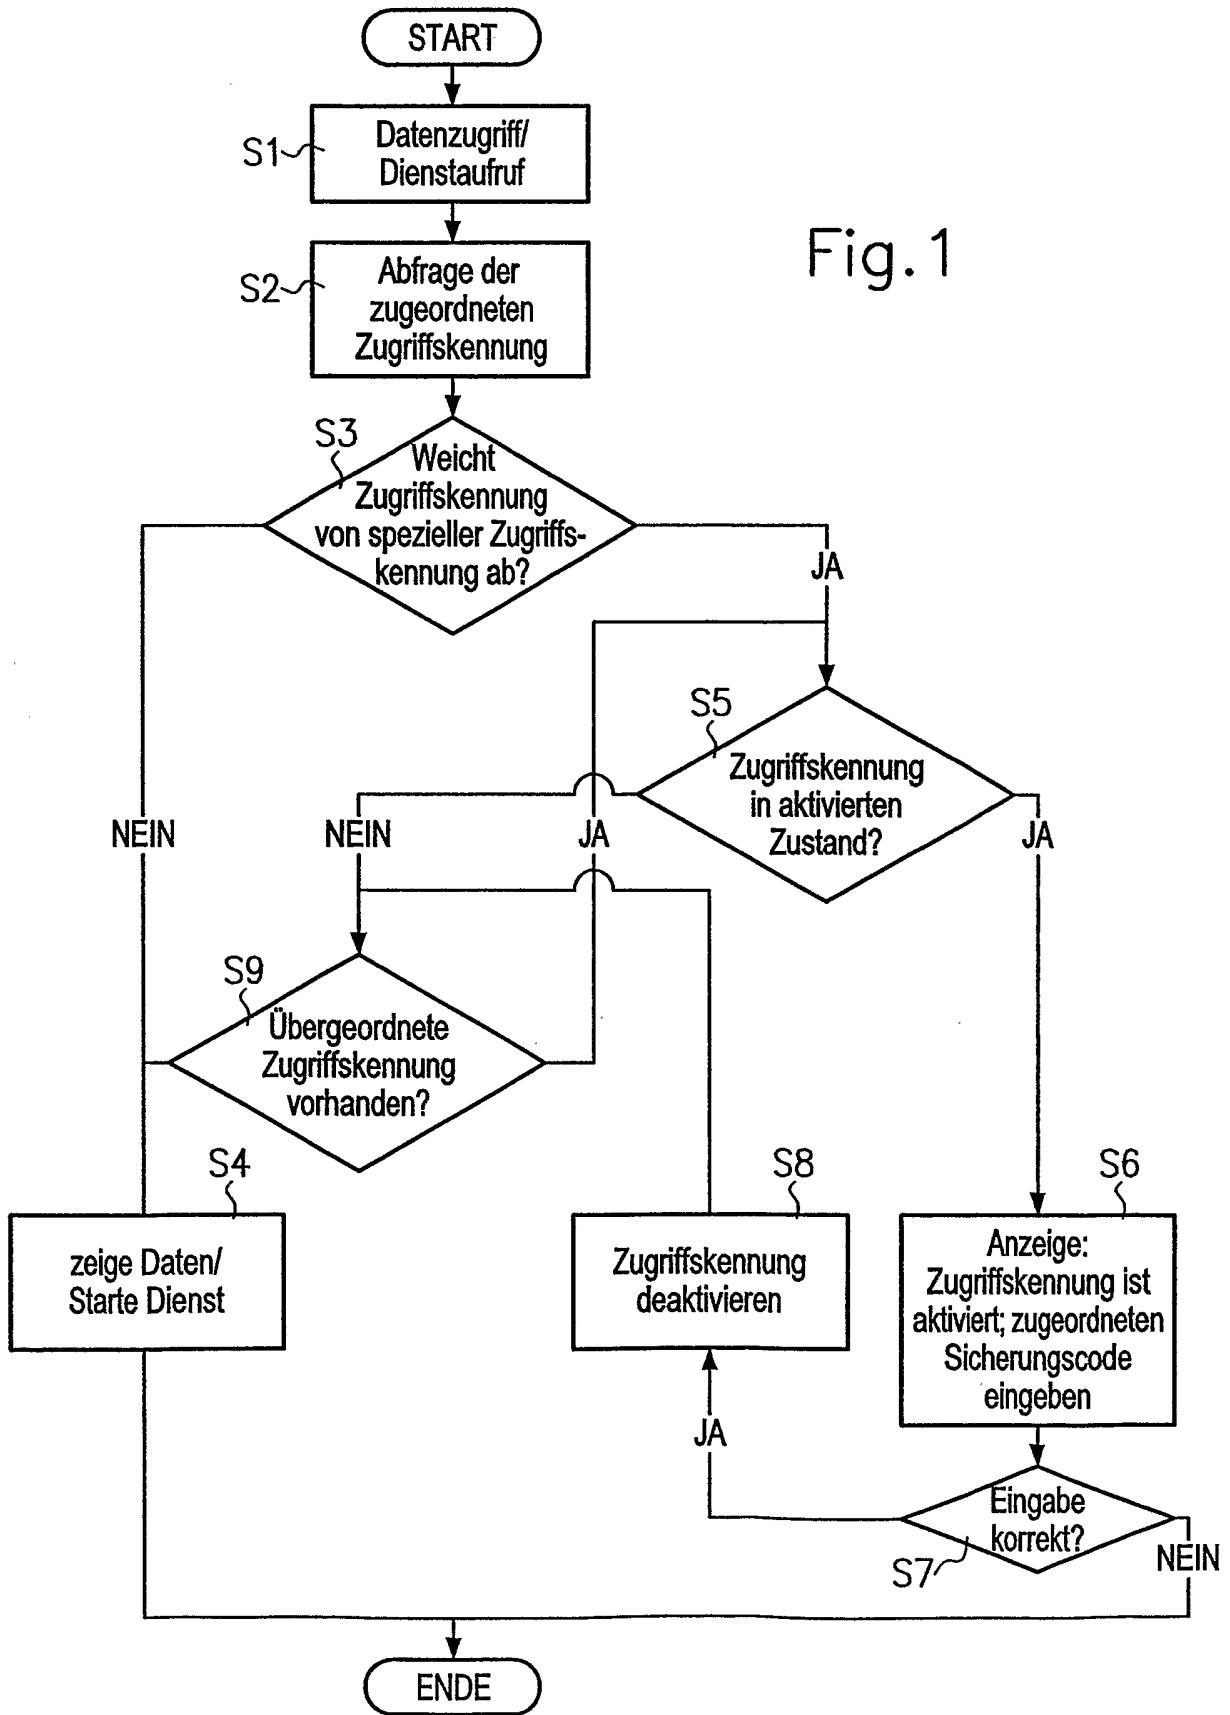 START
S1
Datenzugriff/
Dienstaufruf
Fig.1
S2
Abfrage der
zugeordneten
Zugriffskennung
S3
Weicht
Zugriffskennung
von spezieller Zugriffs-
kennung ab?
JA
S5
Zugriffskennung
in aktivierten
Zustand?
NEIN
NEIN
JA
JA
S9
Übergeordnete
Zugriffskennung
vorhanden?
S4
zeige Daten/
Starte Dienst
S8
Zugriffskennung
deaktivieren
S6
Anzeige:
Zugriffskennung ist
aktiviert; zugeordneten
Sicherungscode
eingeben
JA
Eingabe
korrekt?
S7
NEIN
ENDE